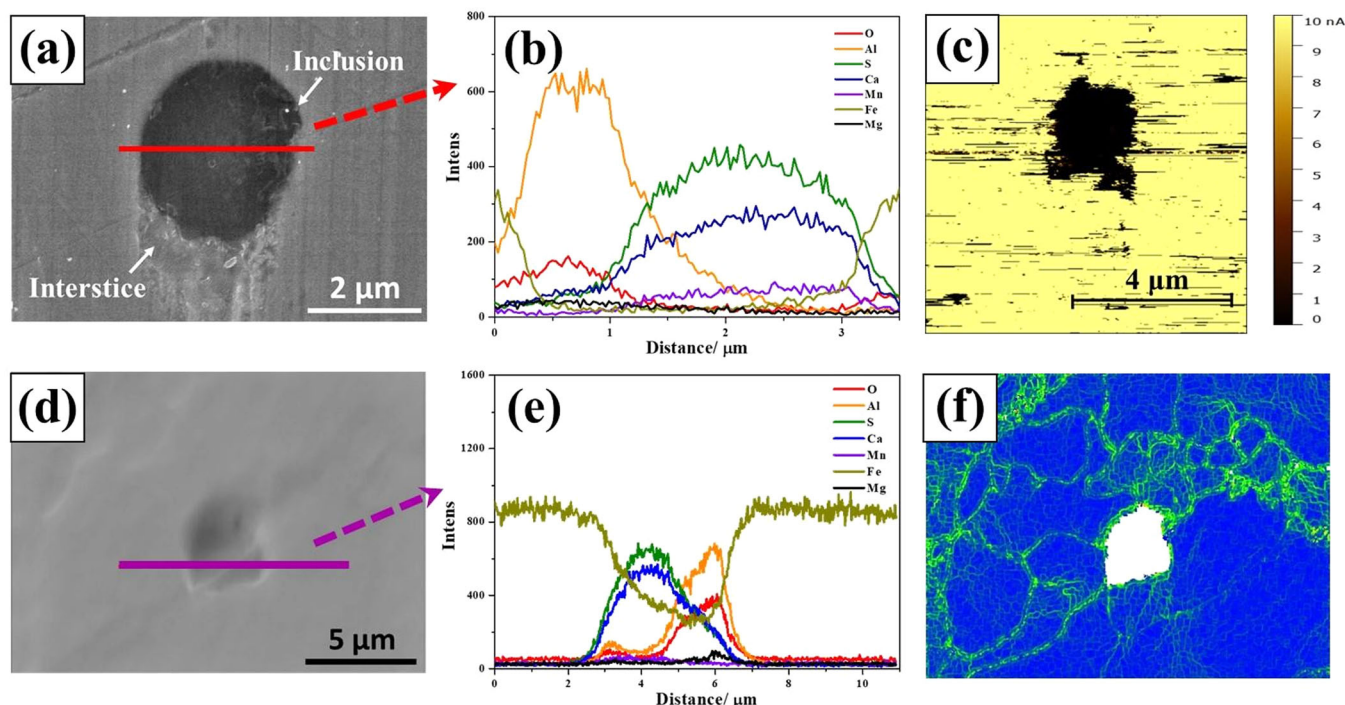 (a)
Inclusion
Interstice
2 μm
(b)
800
600
400
200
0
Intens
0
1
2
3
Distance/ μm
O
Al
S
Ca
Mn
Fe
Mg
(c)
4 μm
10 nA
9
8
7
6
5
4
3
2
1
0
(d)
5 μm
(e)
1600
1200
800
400
0
Intens
0
2
4
6
8
10
Distance/ μm
O
Al
S
Ca
Mn
Fe
Mg
(f)